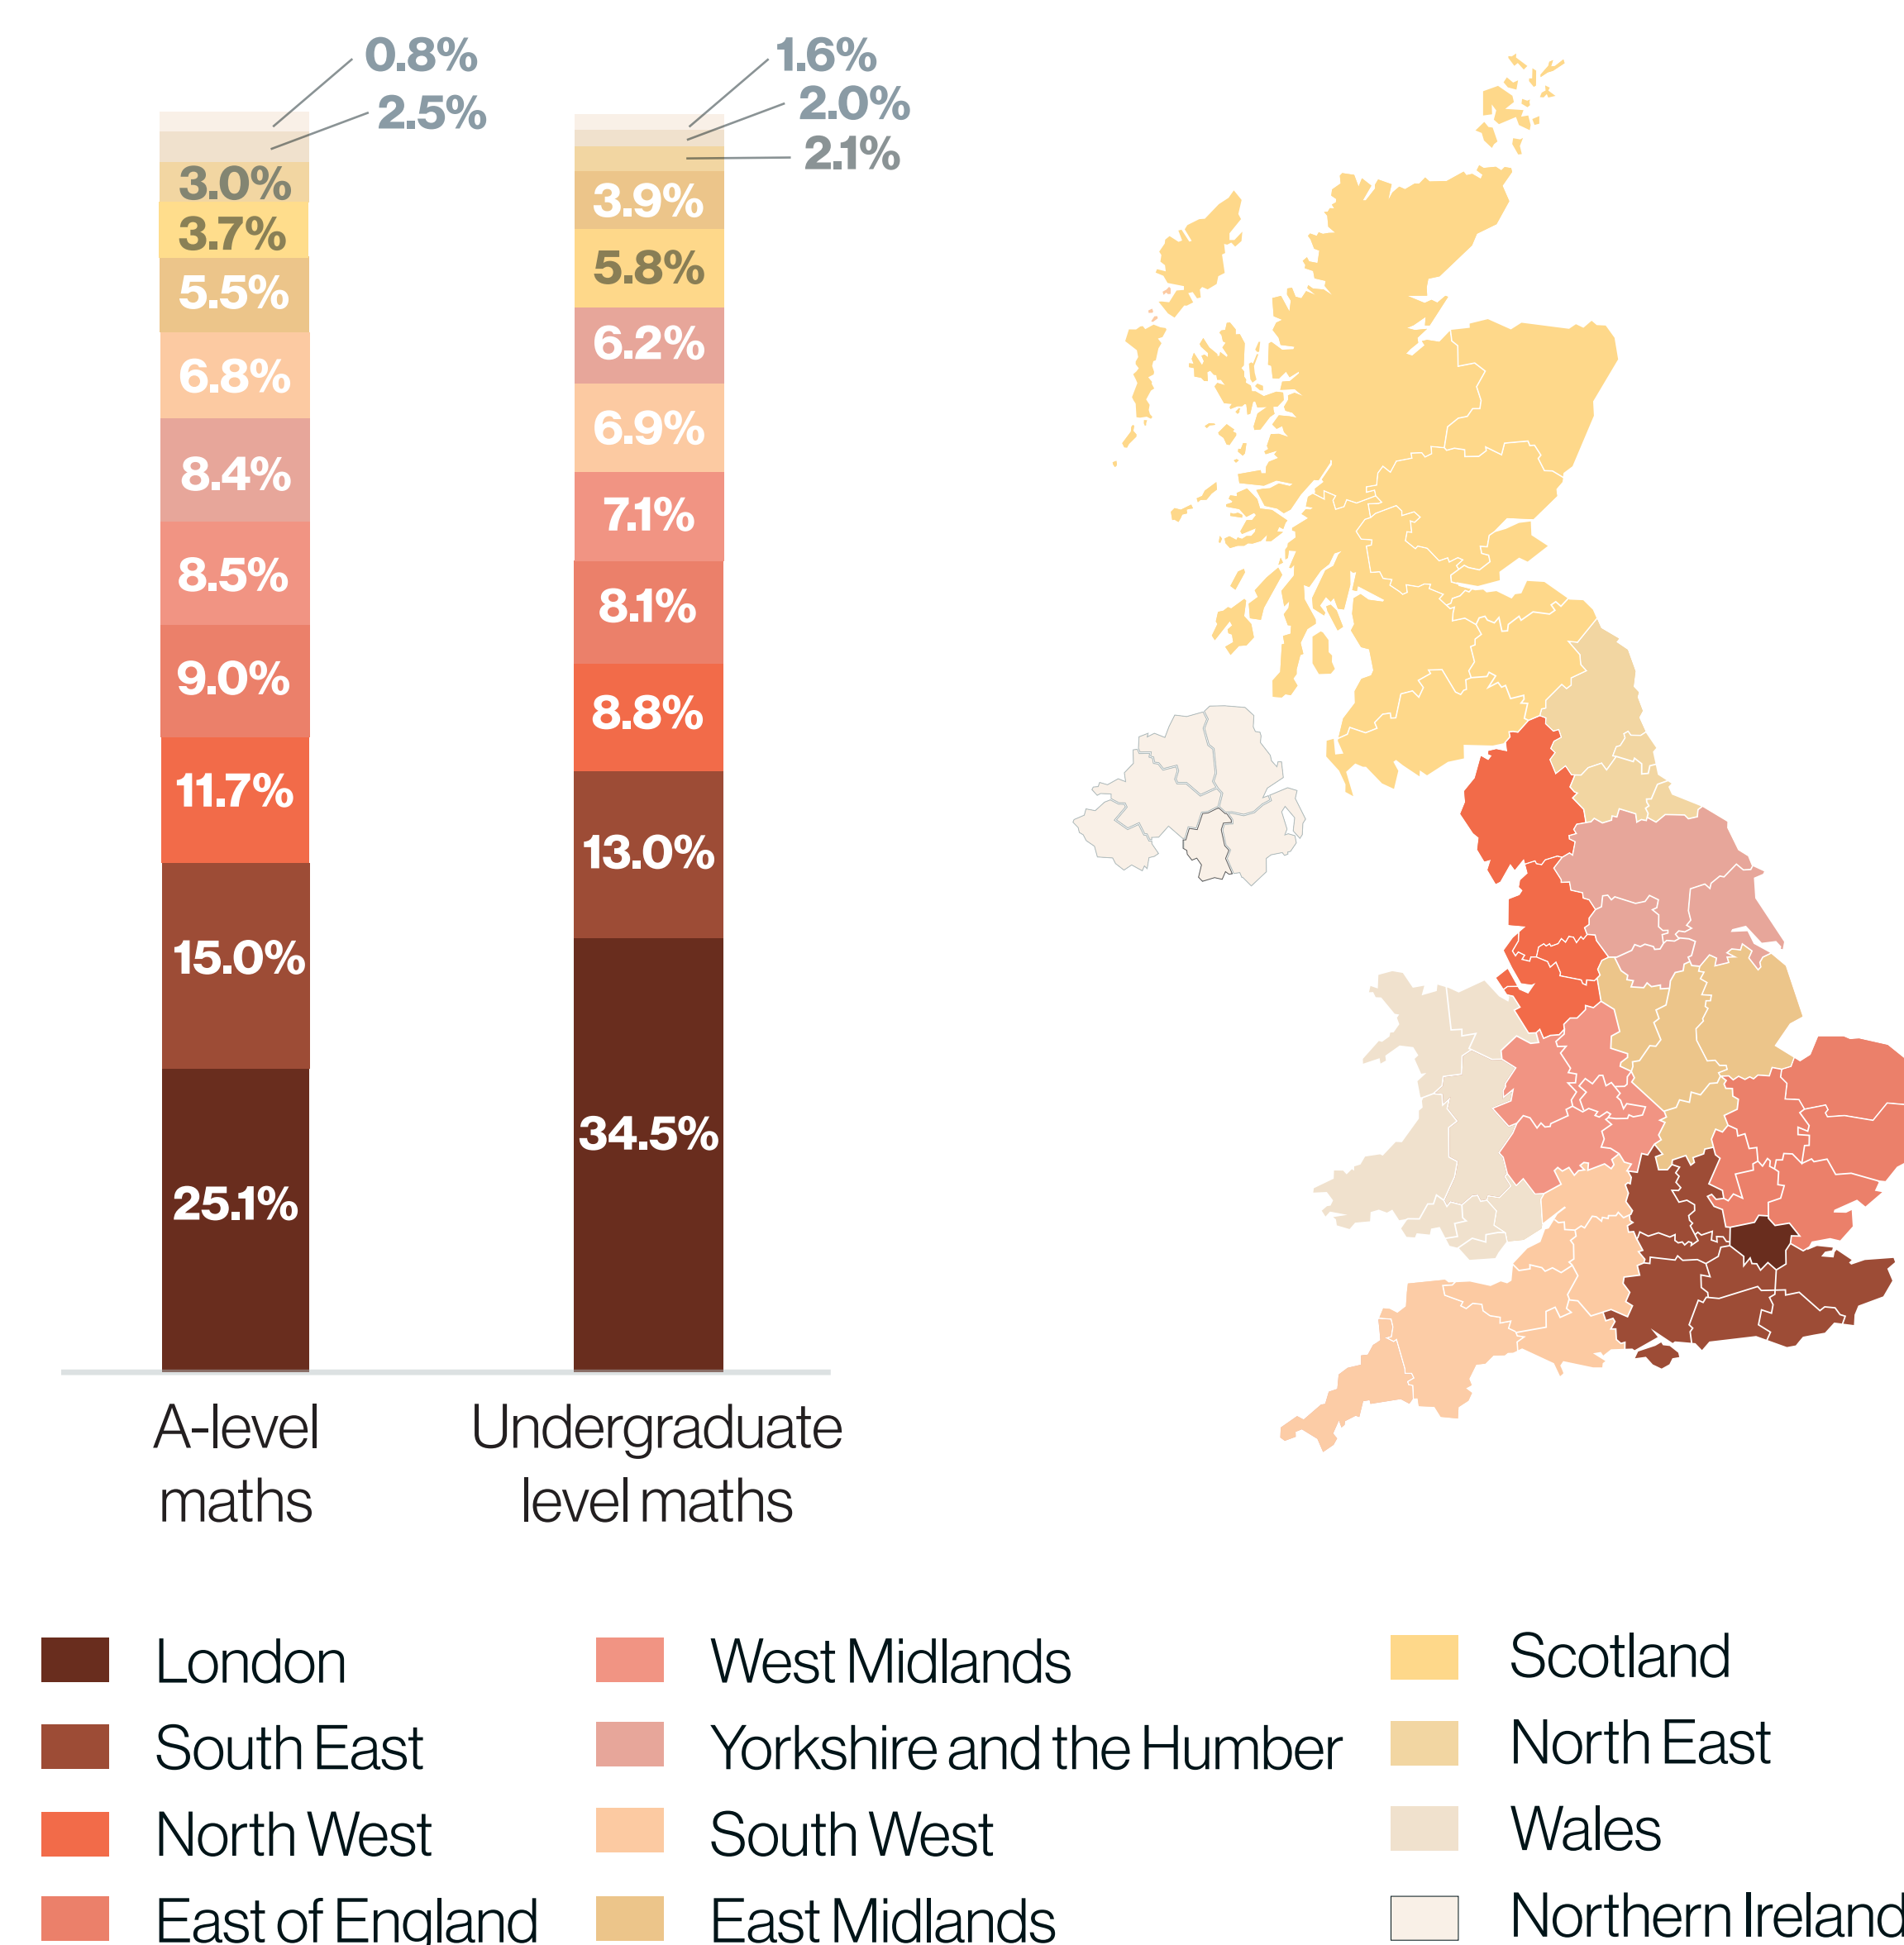 0.8%
2.5%
3.0%
3.7%
5.5%
6.8%
8.4%
8.5%
9.0%
11.7%
15.0%
25.1%
A-level
maths
1.6%
2.0%
2.1%
3.9%
5.8%
6.2%
6.9%
7.1%
8.1%
8.8%
13.0%
34.5%
Undergraduate
level maths
London
South East
North West
East of England
West Midlands
Yorkshire and the Humber
South West
East Midlands
Scotland
North East
Wales
Northern Ireland